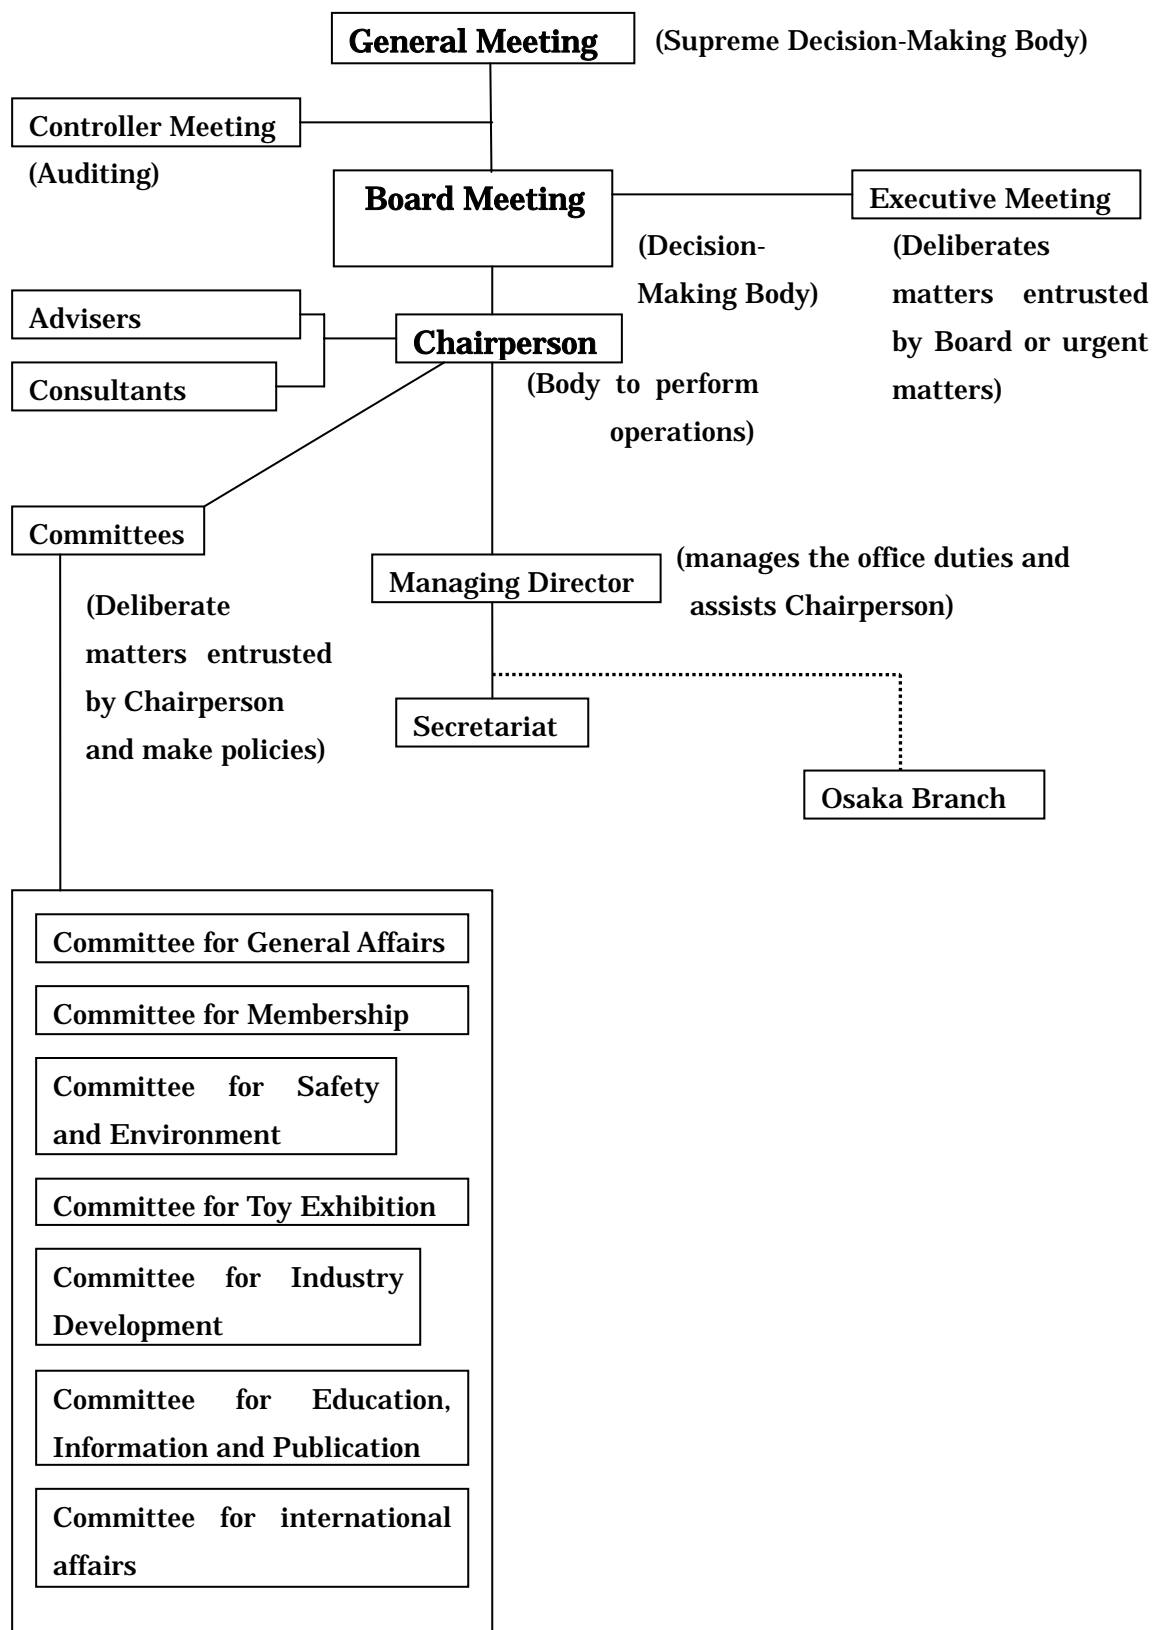 General Meeting
(Supreme Decision-Making Body)
Controller Meeting
(Auditing)
Board Meeting
(Decision-
Making Body)
Executive Meeting
(Deliberates
matters entrusted
by Board or urgent
matters)
Advisers
Consultants
Chairperson
(Body to perform
operations)
Committees
(Deliberate
matters entrusted
by Chairperson
and make policies)
Managing Director
(manages the office duties and
assists Chairperson)
Secretariat
Osaka Branch
Committee for General Affairs
Committee for Membership
Committee for Safety
and Environment
Committee for Toy Exhibition
Committee for Industry
Development
Committee for Education,
Information and Publication
Committee for international
affairs